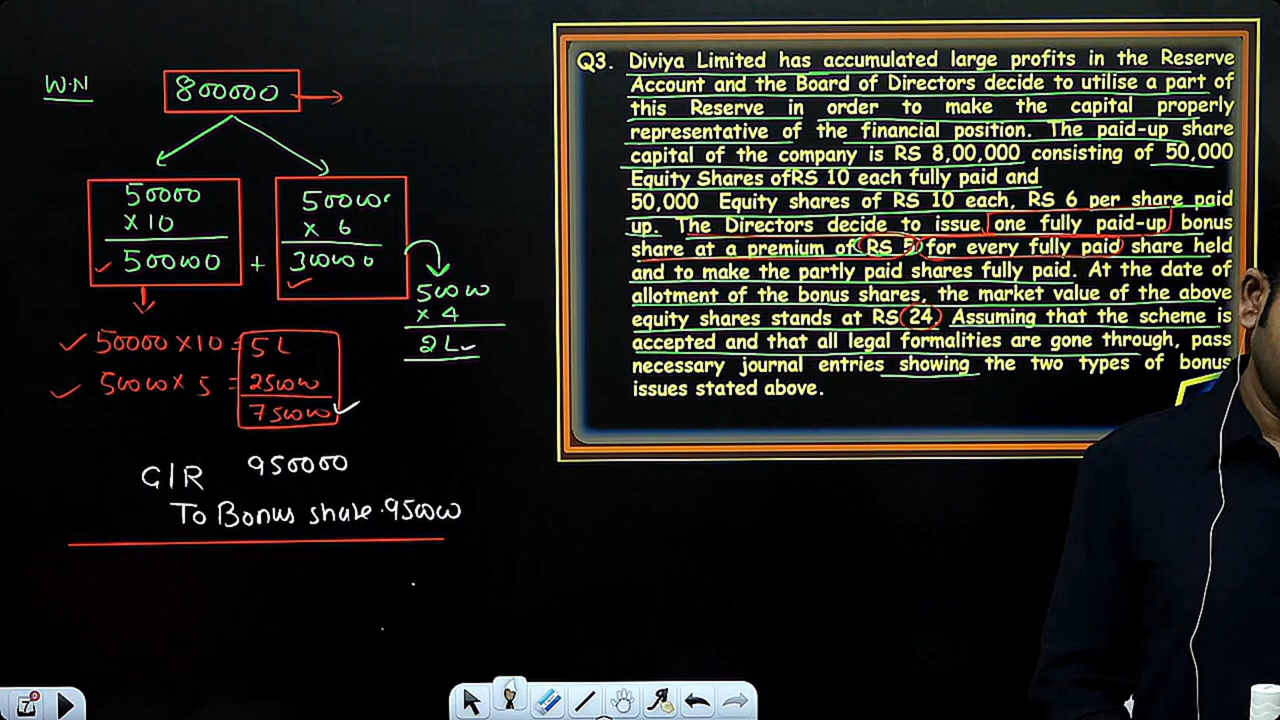 W.N
800000
50000
X 10
500000
+
50000
x 6
300000
50000
x 4
2 L
50000 X 10 = 5 L
50000 x 5 = 250000
750000
G/R 950000
To Bonus share 950000
Q3. Diviya Limited has accumulated large profits in the Reserve
Account and the Board of Directors decide to utilise a part of
this Reserve in order to make the capital properly
representative of the financial position. The paid-up share
capital of the company is RS 8,00,000 consisting of 50,000
Equity Shares ofRS 10 each fully paid and
50,000 Equity shares of RS 10 each, RS 6 per share paid
up. The Directors decide to issue one fully paid-up bonus
share at a premium of RS 5 for every fully paid share held
and to make the partly paid shares fully paid. At the date of
allotment of the bonus shares, the market value of the above
equity shares stands at RS 24. Assuming that the scheme is
accepted and that all legal formalities are gone through, pass
necessary journal entries showing the two types of bonus
issues stated above.
7
0